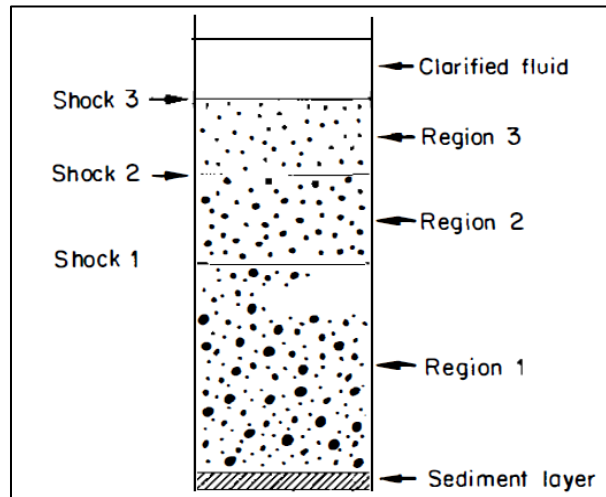 Clarified fluid
Shock 3
Region 3
Shock 2
Region 2
Shock 1
Region 1
Sediment layer